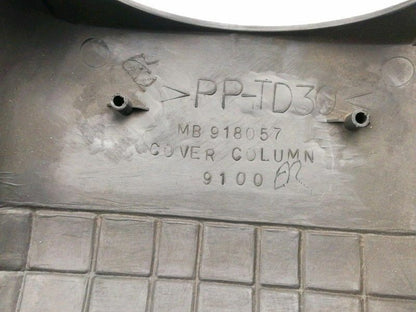 >PP-TD30<
MB 918057
COVER COLUMN
9100